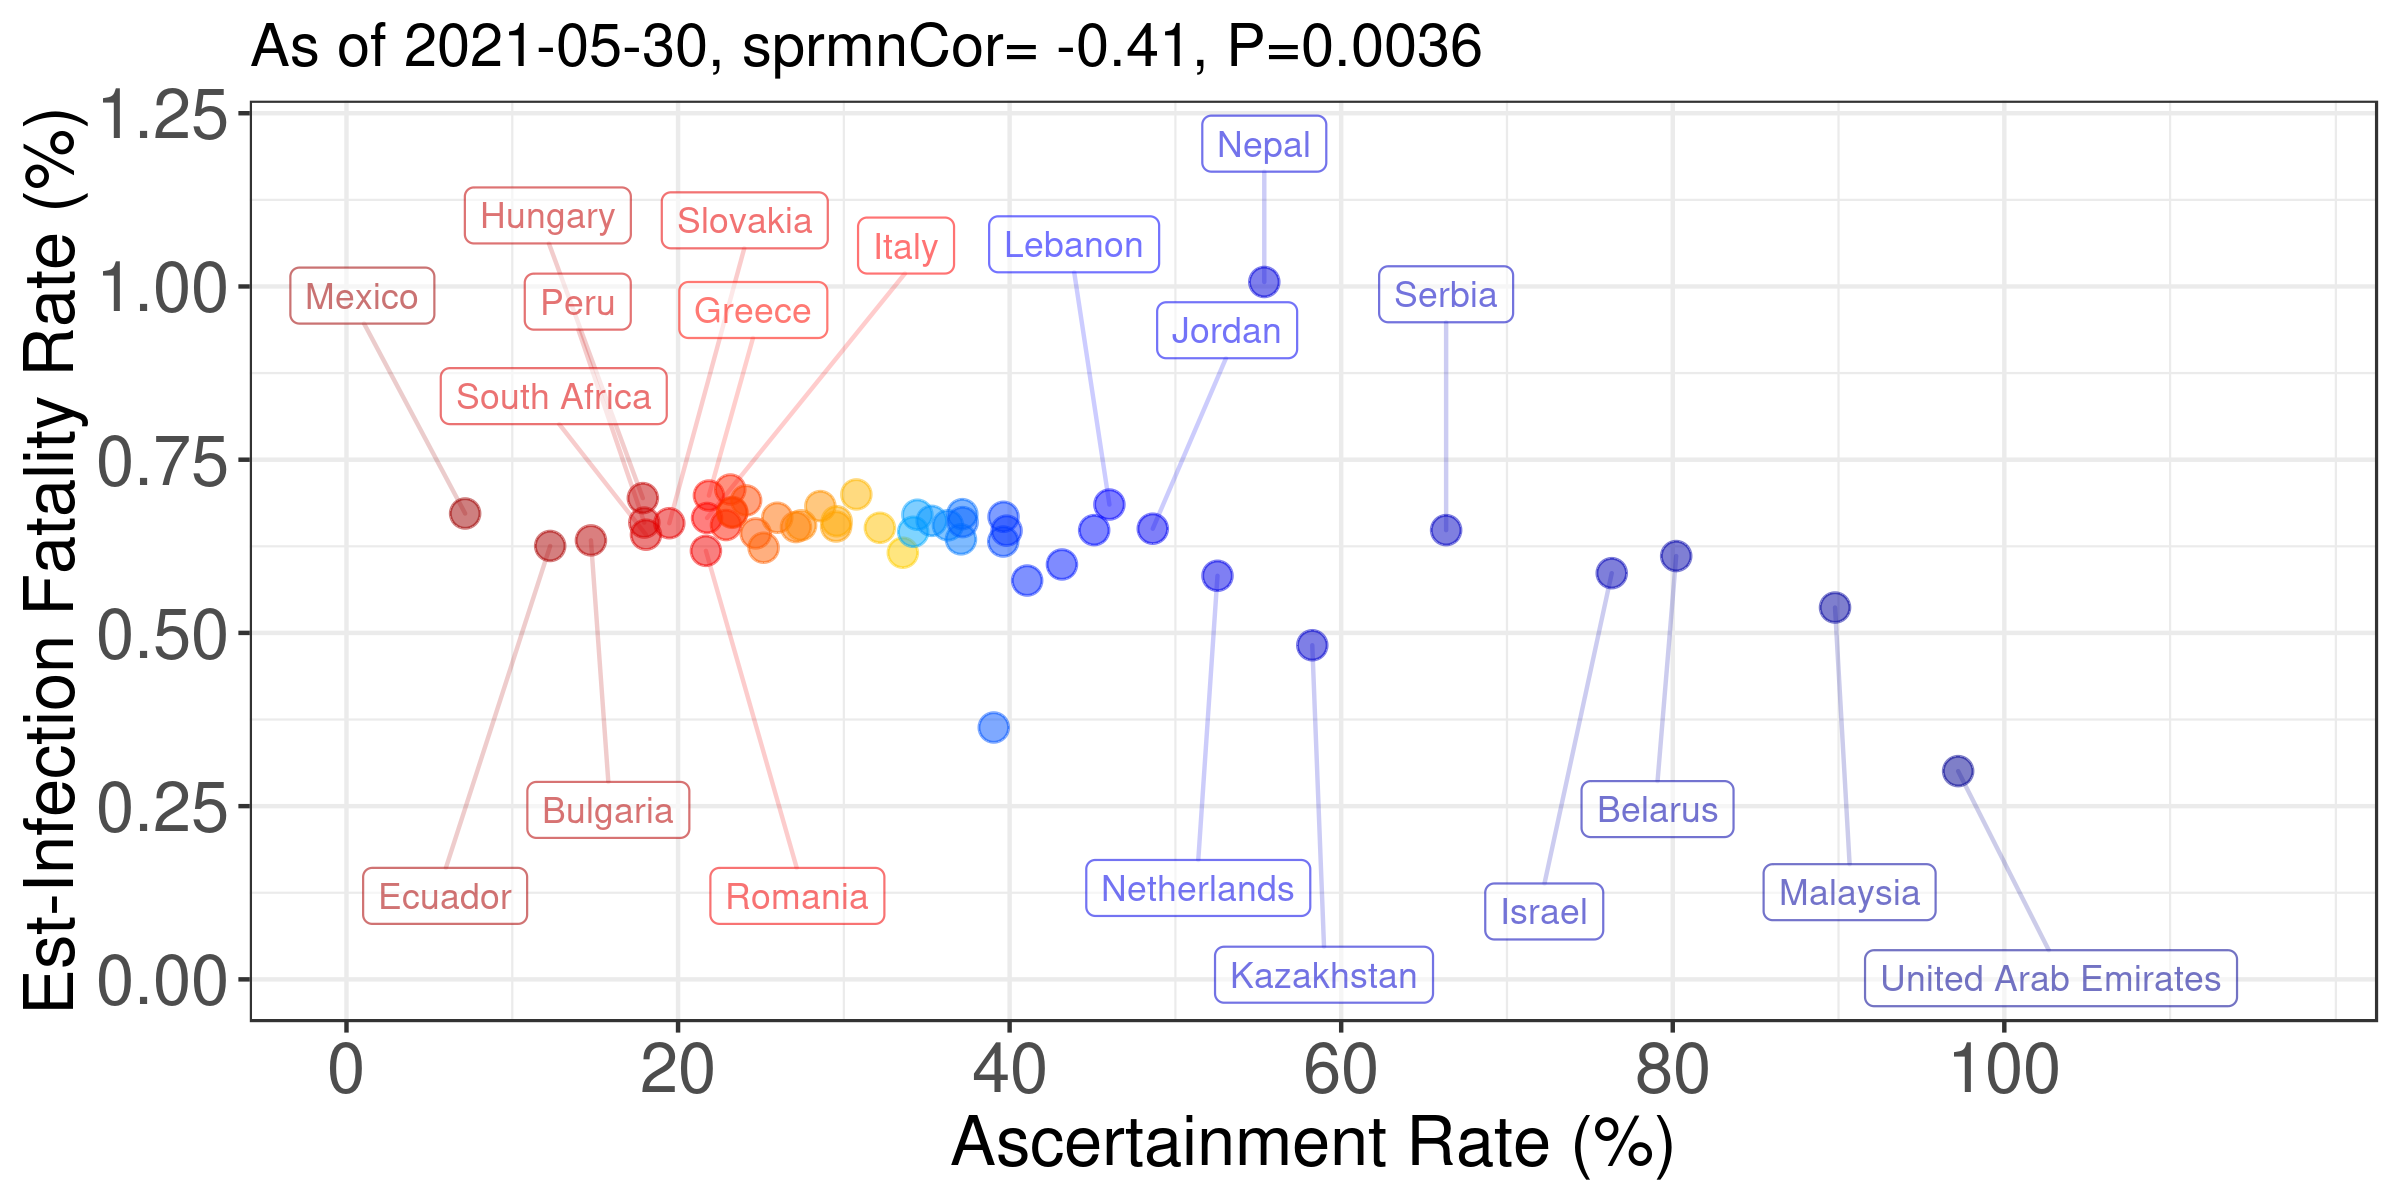 As of 2021-05-30, sprmnCor= -0.41, P=0.0036
Est-Infection Fatality Rate (%)
1.25
1.00
0.75
0.50
0.25
0.00
Nepal
Hungary
Slovakia
Italy
Lebanon
Mexico
Peru
Greece
Jordan
Serbia
South Africa
Bulgaria
Belarus
Ecuador
Romania
Netherlands
Israel
Malaysia
Kazakhstan
United Arab Emirates
0 20 40 60 80 100
Ascertainment Rate (%)